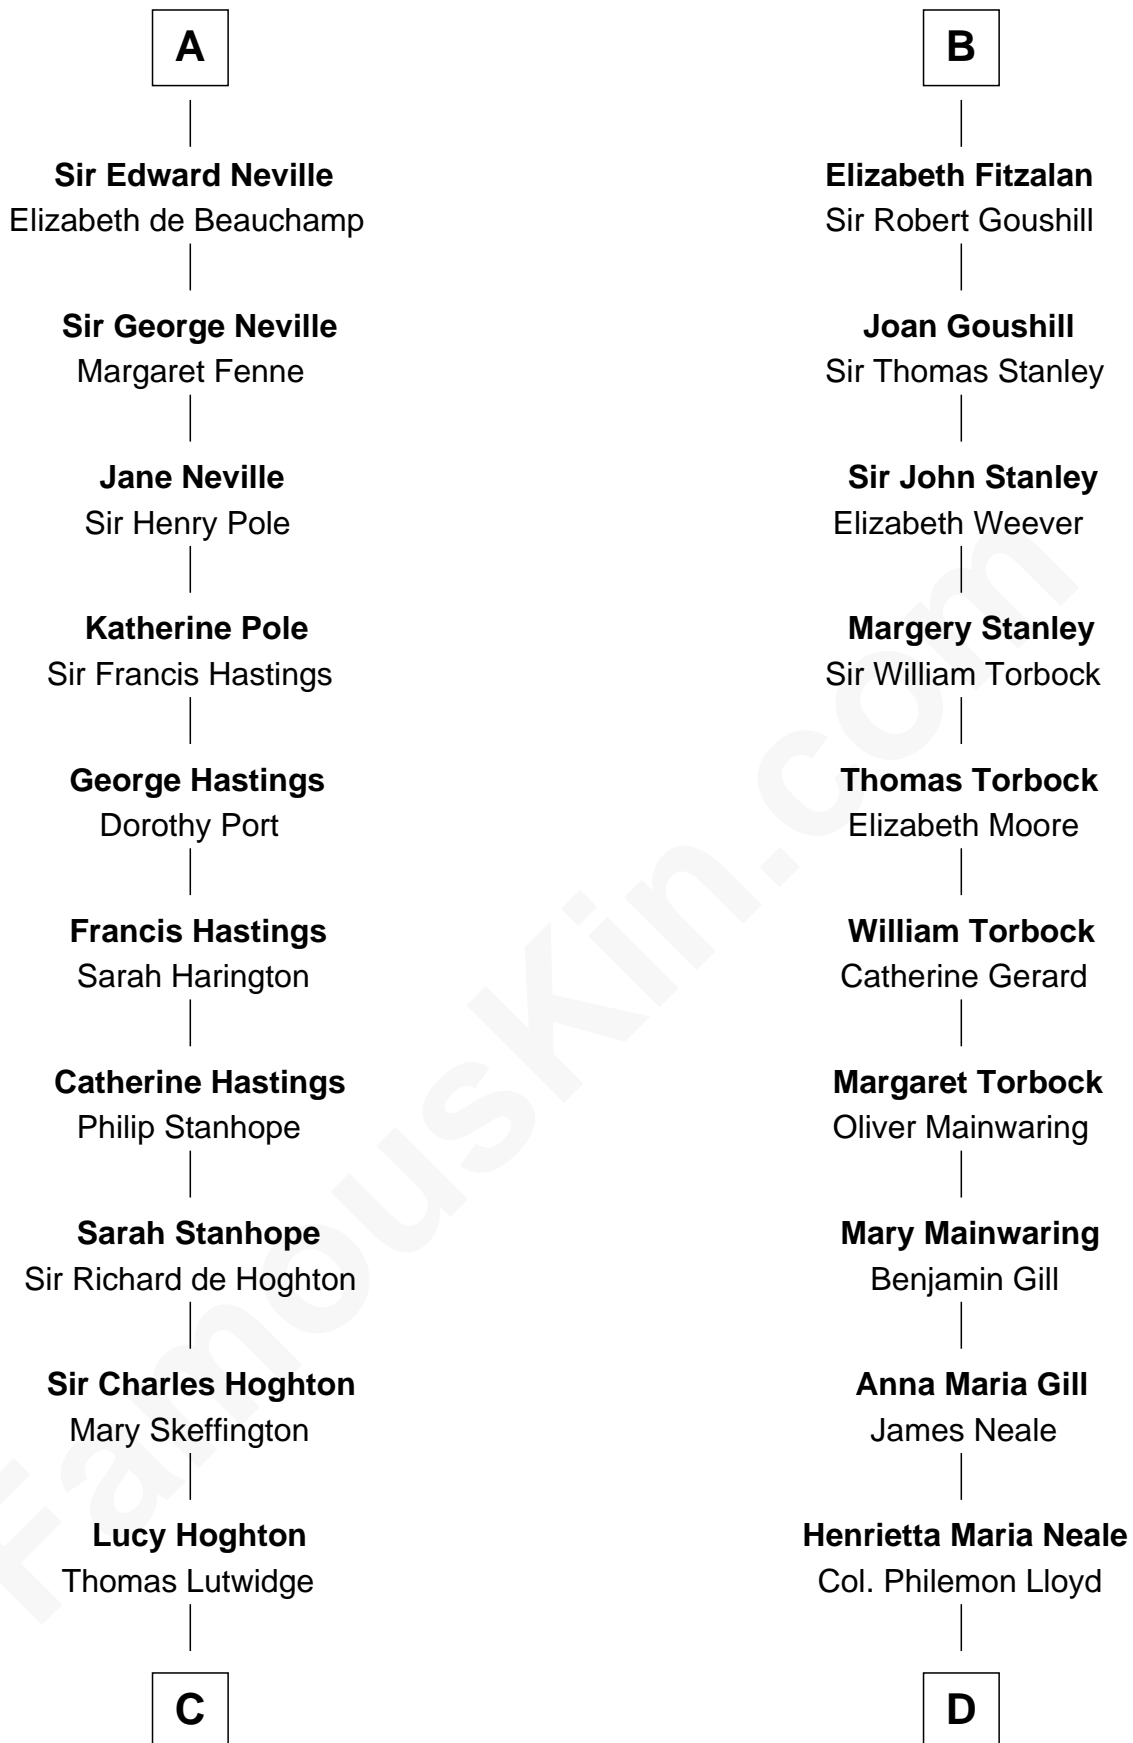 A
Sir Edward Neville
Elizabeth de Beauchamp
Sir George Neville
Margaret Fenne
Jane Neville
Sir Henry Pole
Katherine Pole
Sir Francis Hastings
George Hastings
Dorothy Port
Francis Hastings
Sarah Harington
Catherine Hastings
Philip Stanhope
Sarah Stanhope
Sir Richard de Hoghton
Sir Charles Hoghton
Mary Skeffington
Lucy Hoghton
Thomas Lutwidge
C
B
Elizabeth Fitzalan
Sir Robert Goushill
Joan Goushill
Sir Thomas Stanley
Sir John Stanley
Elizabeth Weever
Margery Stanley
Sir William Torbock
Thomas Torbock
Elizabeth Moore
William Torbock
Catherine Gerard
Margaret Torbock
Oliver Mainwaring
Mary Mainwaring
Benjamin Gill
Anna Maria Gill
James Neale
Henrietta Maria Neale
Col. Philemon Lloyd
D
FamousKin.com